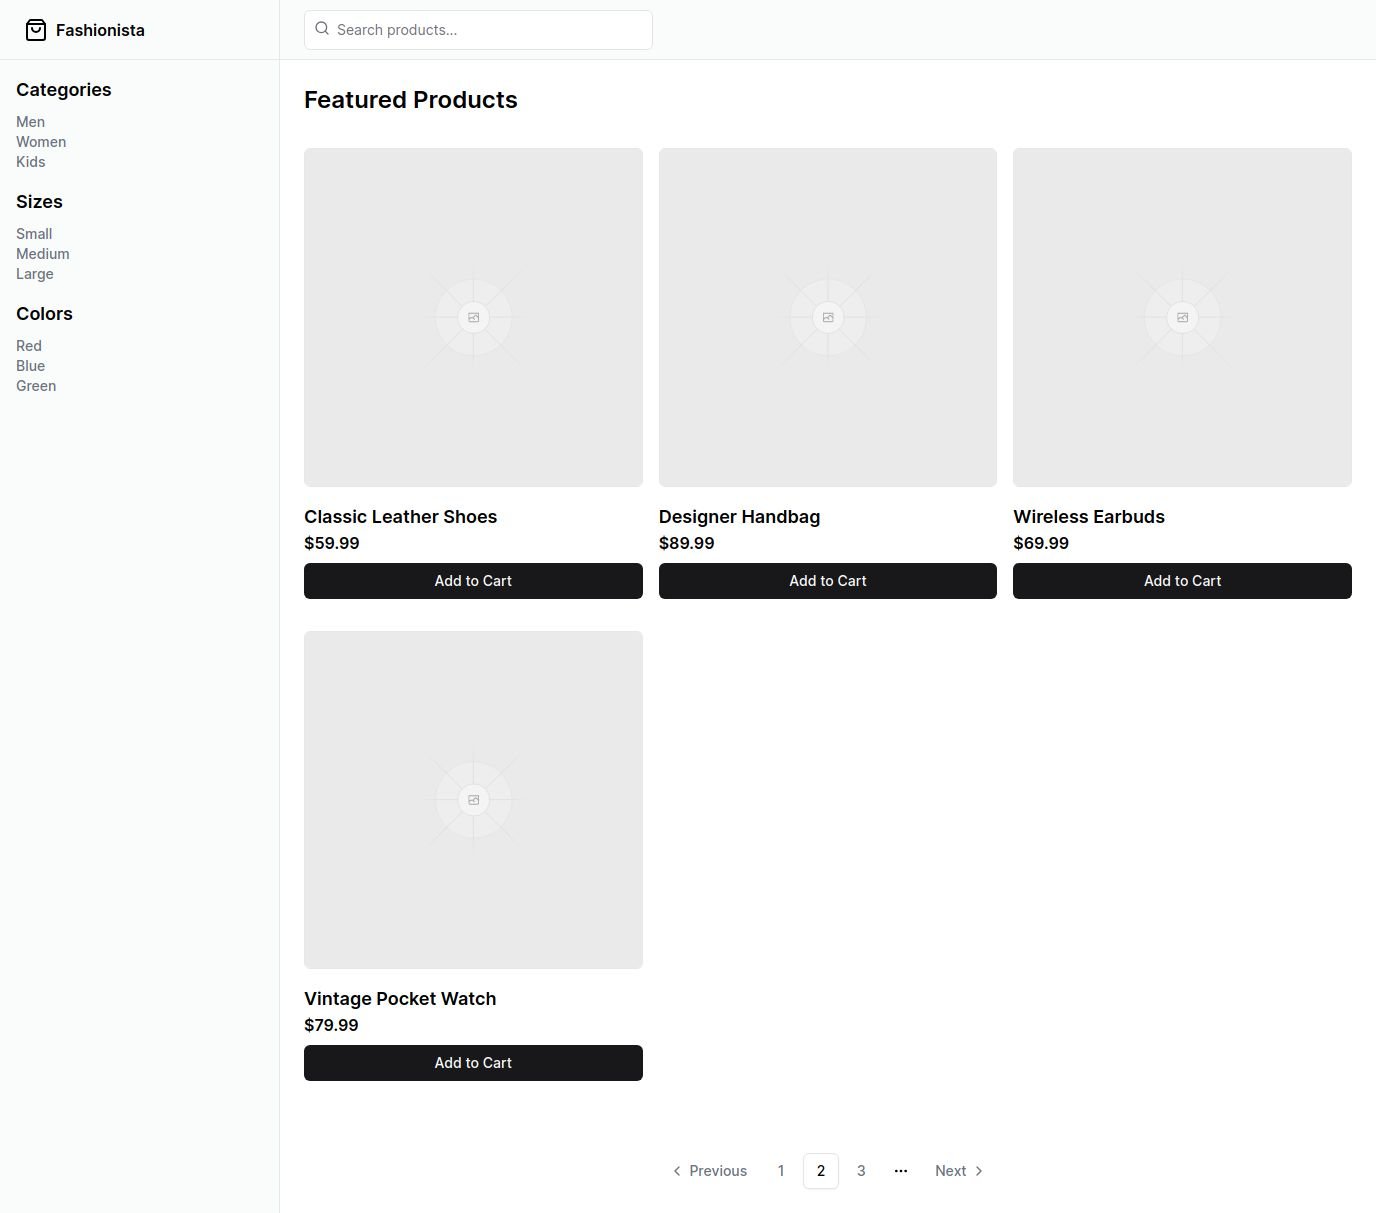 Fashionista
Search products...
Categories
Men
Women
Kids
Sizes
Small
Medium
Large
Colors
Red
Blue
Green
Featured Products
Classic Leather Shoes
$59.99
Add to Cart
Designer Handbag
$89.99
Add to Cart
Wireless Earbuds
$69.99
Add to Cart
Vintage Pocket Watch
$79.99
Add to Cart
Previous 1 2 3 ... Next